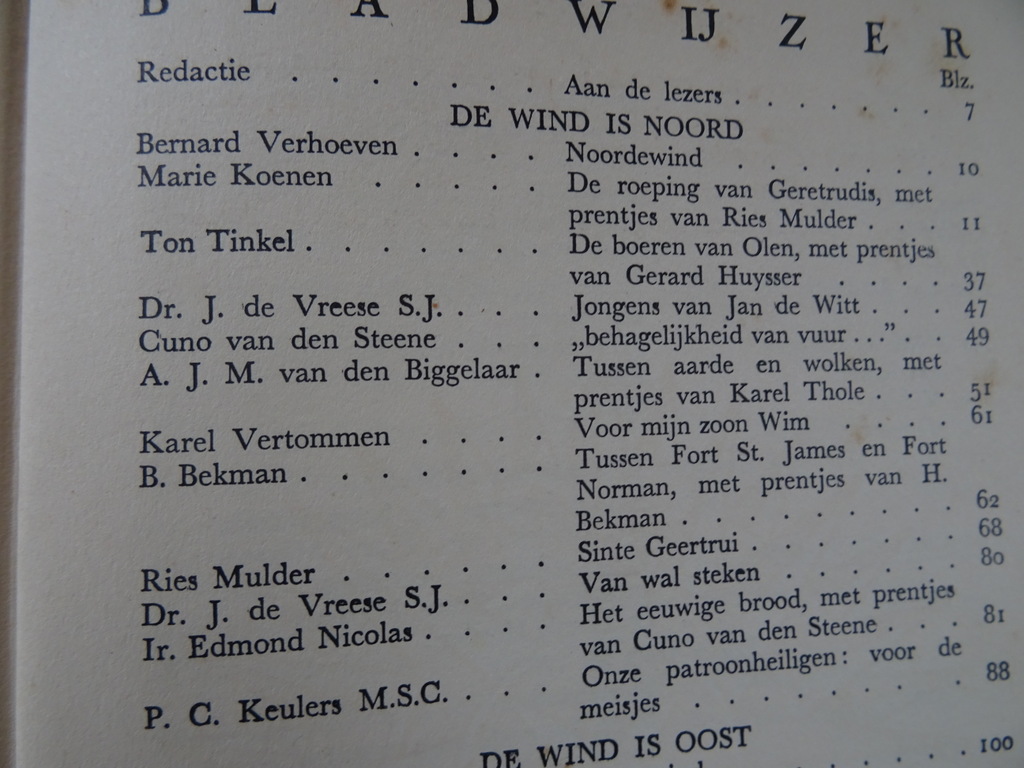 BLADWIJZER
Blz.
Redactie . . . . . . . Aan de lezers . . . . . . . 7
DE WIND IS NOORD
Bernard Verhoeven . . . . Noordewind . . . . . . . 10
Marie Koenen . . . . . De roeping van Geretrudis, met
prentjes van Ries Mulder . . . 11
Ton Tinkel . . . . . . . De boeren van Olen, met prentjes
van Gerard Huysser . . . . 37
Dr. J. de Vreese S.J. . . . Jongens van Jan de Witt . . . 47
Cuno van den Steene . . . „behagelijkheid van vuur ...” . . 49
A. J. M. van den Biggelaar . Tussen aarde en wolken, met
prentjes van Karel Thole . . . 51
Karel Vertommen . . . . Voor mijn zoon Wim . . . . 61
B. Bekman . . . . . . . Tussen Fort St. James en Fort
Norman, met prentjes van H.
Bekman . . . . . . . . . 62
Ries Mulder . . . . . . Sinte Geertrui . . . . . . . 68
Dr. J. de Vreese S.J. . . . Van wal steken . . . . . . 80
Ir. Edmond Nicolas . . . . Het eeuwige brood, met prentjes
van Cuno van den Steene . . . 81
P. C. Keulers M.S.C. . . . Onze patroonheiligen: voor de
meisjes . . . . . . . . 88
DE WIND IS OOST
. . . . . . 100